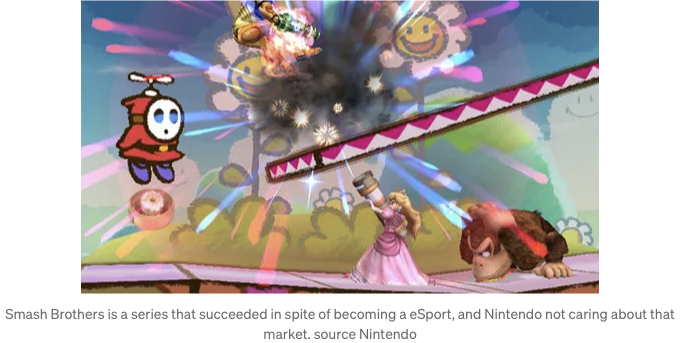 Smash Brothers is a series that succeeded in spite of becoming a eSport, and Nintendo not caring about that
market. source Nintendo